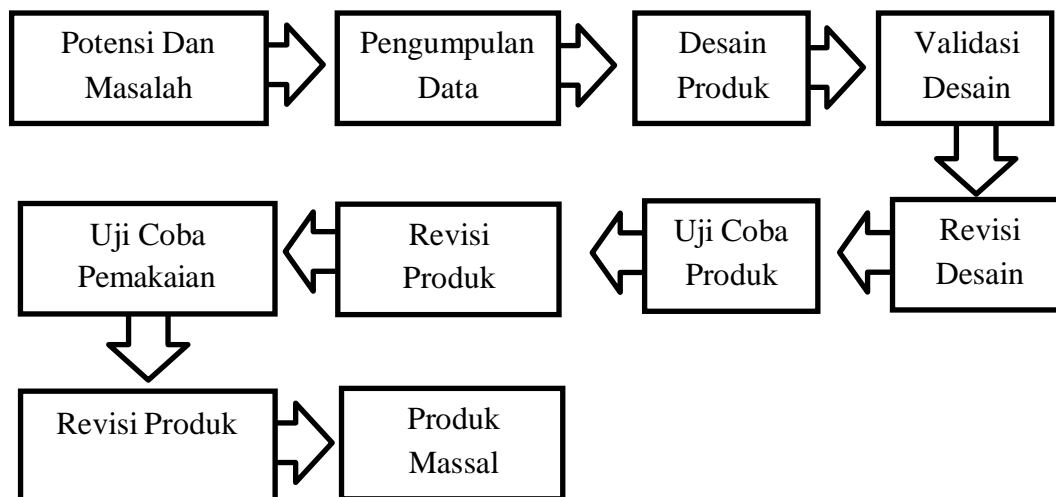 Potensi Dan
Masalah
Pengumpulan
Data
Desain
Produk
Validasi
Desain
Revisi
Desain
Uji Coba
Produk
Revisi
Produk
Uji Coba
Pemakaian
Revisi Produk
Produk
Massal